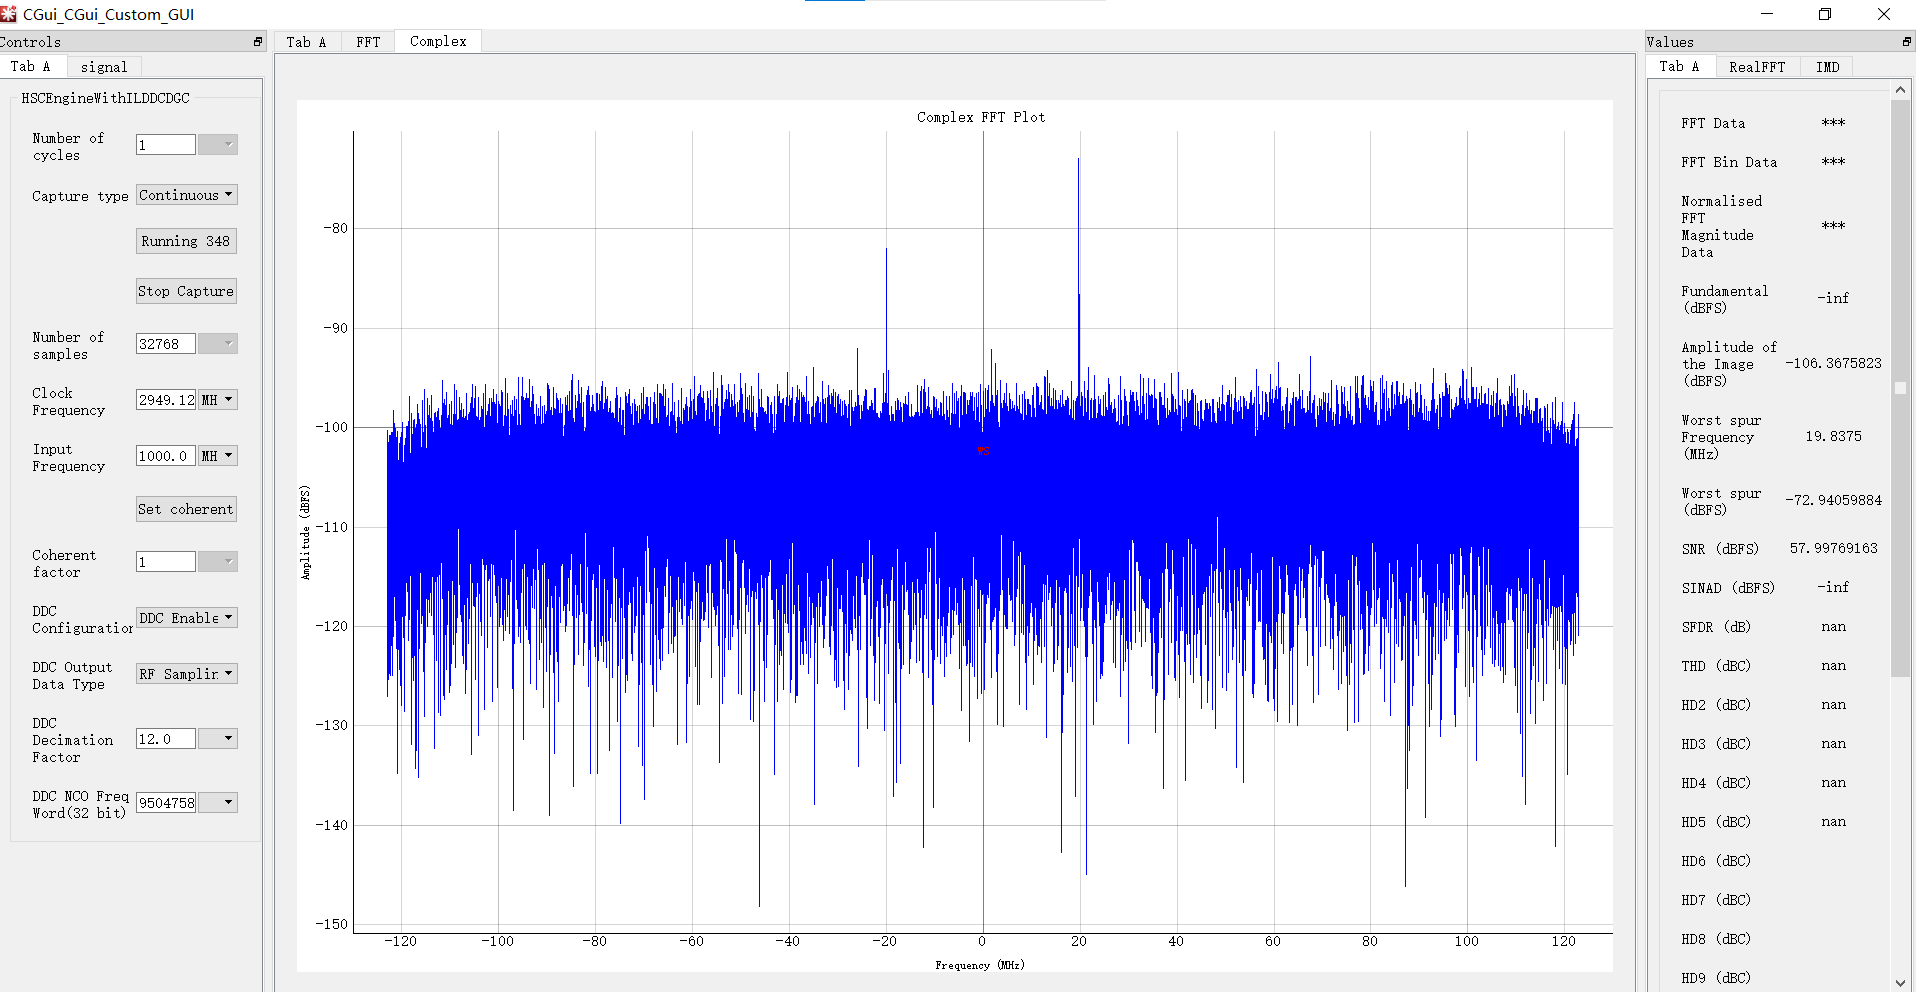 CGui_CGui_Custom_GUI
Controls
Tab A
signal
HSCEngineWithILDDCDGC
Number of
cycles
1
Capture type
Continuous
Running 348
Stop Capture
Number of
samples
32768
Clock
Frequency
2949.12
MH
Input
Frequency
1000.0
MH
Set coherent
Coherent
factor
1
DDC
Configuration
DDC Enable
DDC Output
Data Type
RF Samplin
DDC
Decimation
Factor
12.0
DDC NCO Freq
Word(32 bit)
9504758
Tab A
FFT
Complex
Complex FFT Plot
Amplitude (dBFS)
-80
-90
-100
-110
-120
-130
-140
-150
WS
-120
-100
-80
-60
-40
-20
0
20
40
60
80
100
120
Frequency (MHz)
Values
Tab A
RealFFT
IMD
FFT Data
***
FFT Bin Data
***
Normalised
FFT
Magnitude
Data
***
Fundamental
(dBFS)
-inf
Amplitude of
the Image
(dBFS)
-106.3675823
Worst spur
Frequency
(MHz)
19.8375
Worst spur
(dBFS)
-72.94059884
SNR (dBFS)
57.99769163
SINAD (dBFS)
-inf
SFDR (dB)
nan
THD (dBC)
nan
HD2 (dBC)
nan
HD3 (dBC)
nan
HD4 (dBC)
nan
HD5 (dBC)
nan
HD6 (dBC)
HD7 (dBC)
HD8 (dBC)
HD9 (dBC)